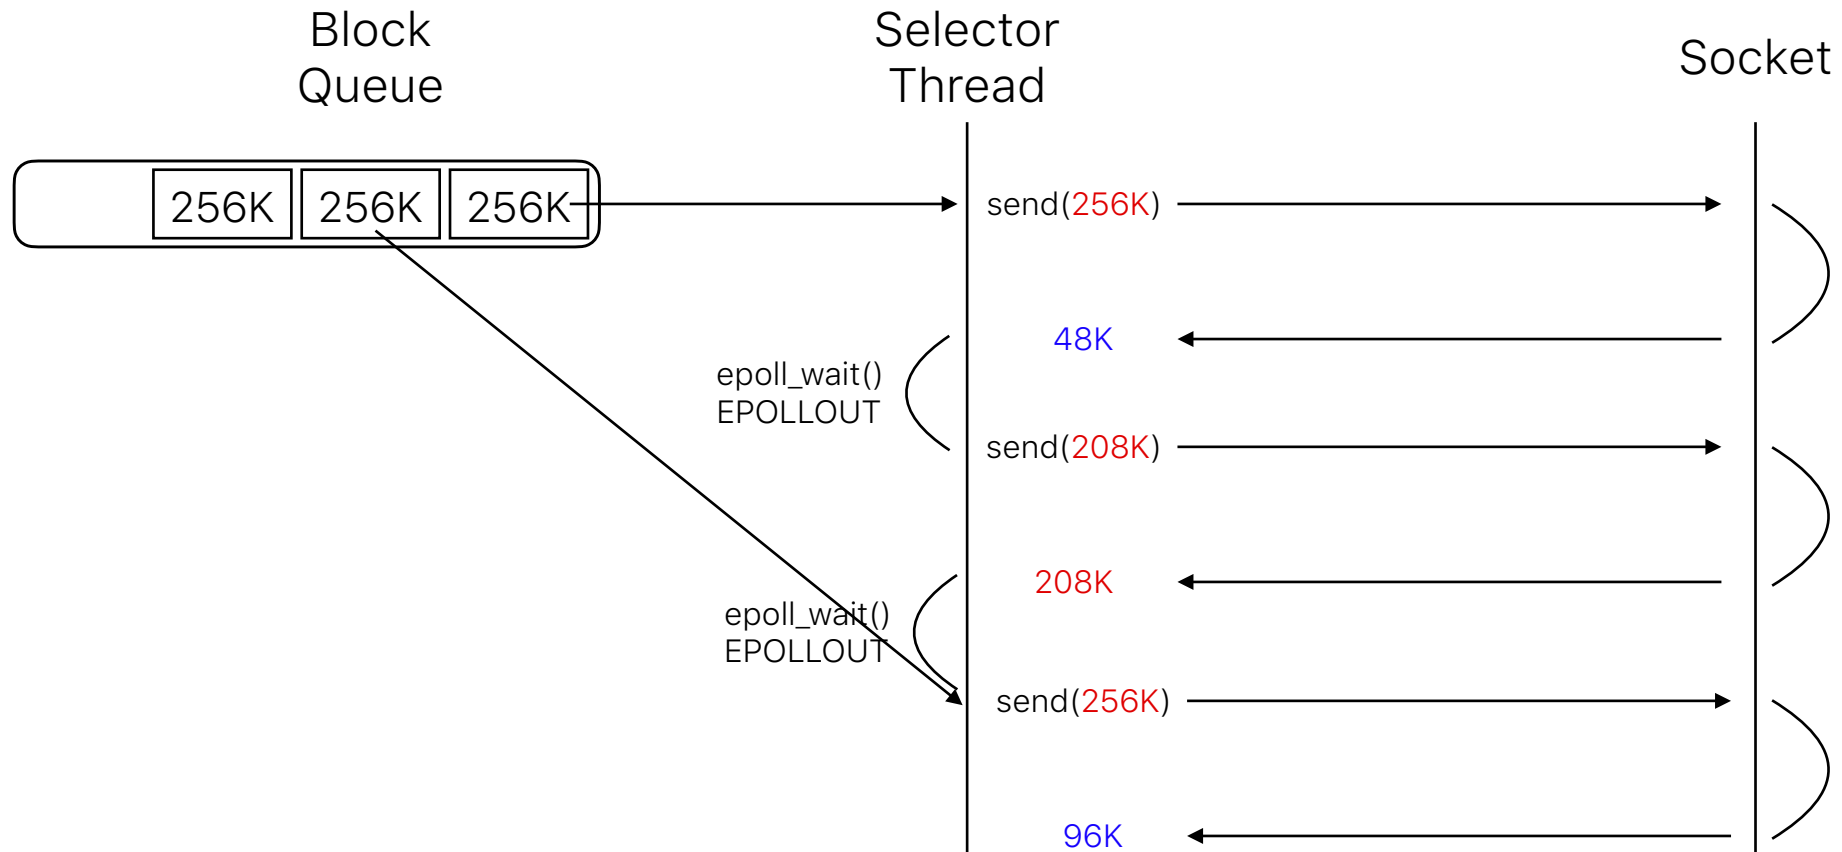 Block
Queue
Selector
Thread
Socket
256K 256K 256K
send(256K)
48K
epoll_wait()
EPOLLOUT
send(208K)
208K
epoll_wait()
EPOLLOUT
send(256K)
96K